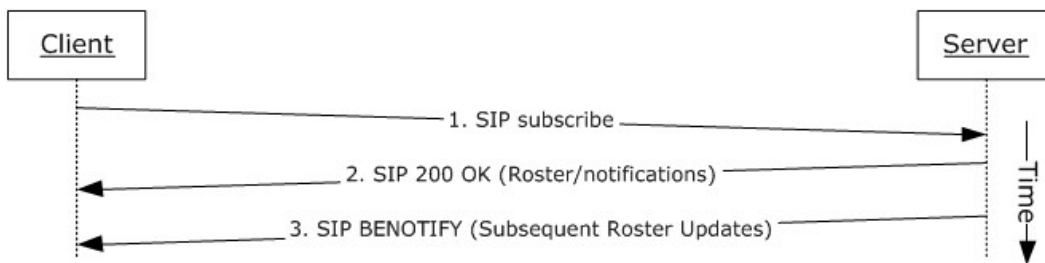 Client
Server
1. SIP subscribe
2. SIP 200 OK (Roster/notifications)
3. SIP BENOTIFY (Subsequent Roster Updates)
Time